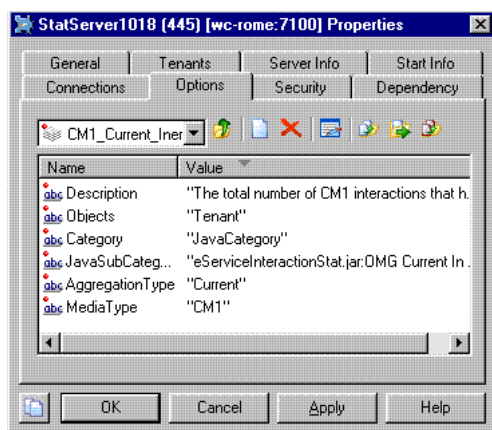 StatServer1018 (445) [wc-rome:7100] Properties
General Tenants Server Info Start Info
Connections Options Security Dependency
CM1_Current_Iner
Name Value
Description "The total number of CM1 interactions that h.
Objects "Tenant"
Category "JavaCategory"
JavaSubCateg... "eServiceInteractionStat.jar:OMG Current In .
AggregationType "Current"
MediaType "CM1"
OK Cancel Apply Help